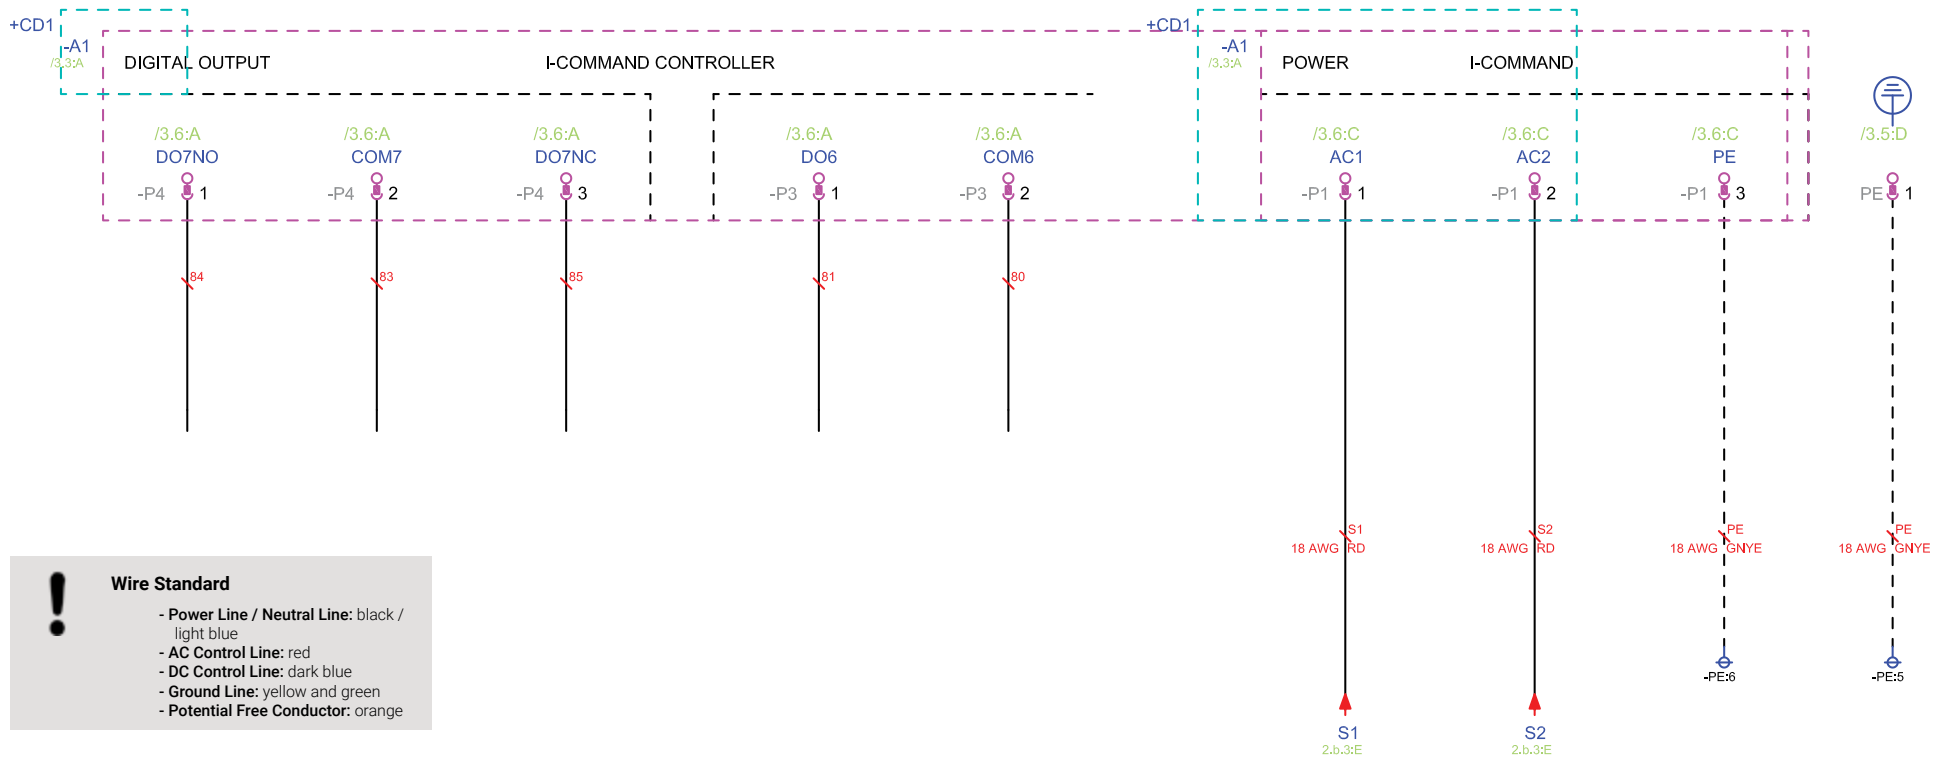 +CD1
+CD1
-A1
/3.3:A
-A1
/3.3:A
DIGITAL OUTPUT
I-COMMAND CONTROLLER
POWER
I-COMMAND
/3.6:A
/3.6:A
/3.6:A
/3.6:A
/3.6:A
/3.6:C
/3.6:C
/3.6:C
/3.5:D
DO7NO
COM7
DO7NC
DO6
COM6
AC1
AC2
PE
-P4 1
-P4 2
-P4 3
-P3 1
-P3 2
-P1 1
-P1 2
-P1 3
PE 1
84
83
85
81
80
S1
18 AWG RD
S2
18 AWG RD
PE
18 AWG GNYE
PE
18 AWG GNYE
Wire Standard
- Power Line / Neutral Line: black /
light blue
- AC Control Line: red
- DC Control Line: dark blue
- Ground Line: yellow and green
- Potential Free Conductor: orange
-PE:6
-PE:5
S1
2.b.3:E
S2
2.b.3:E